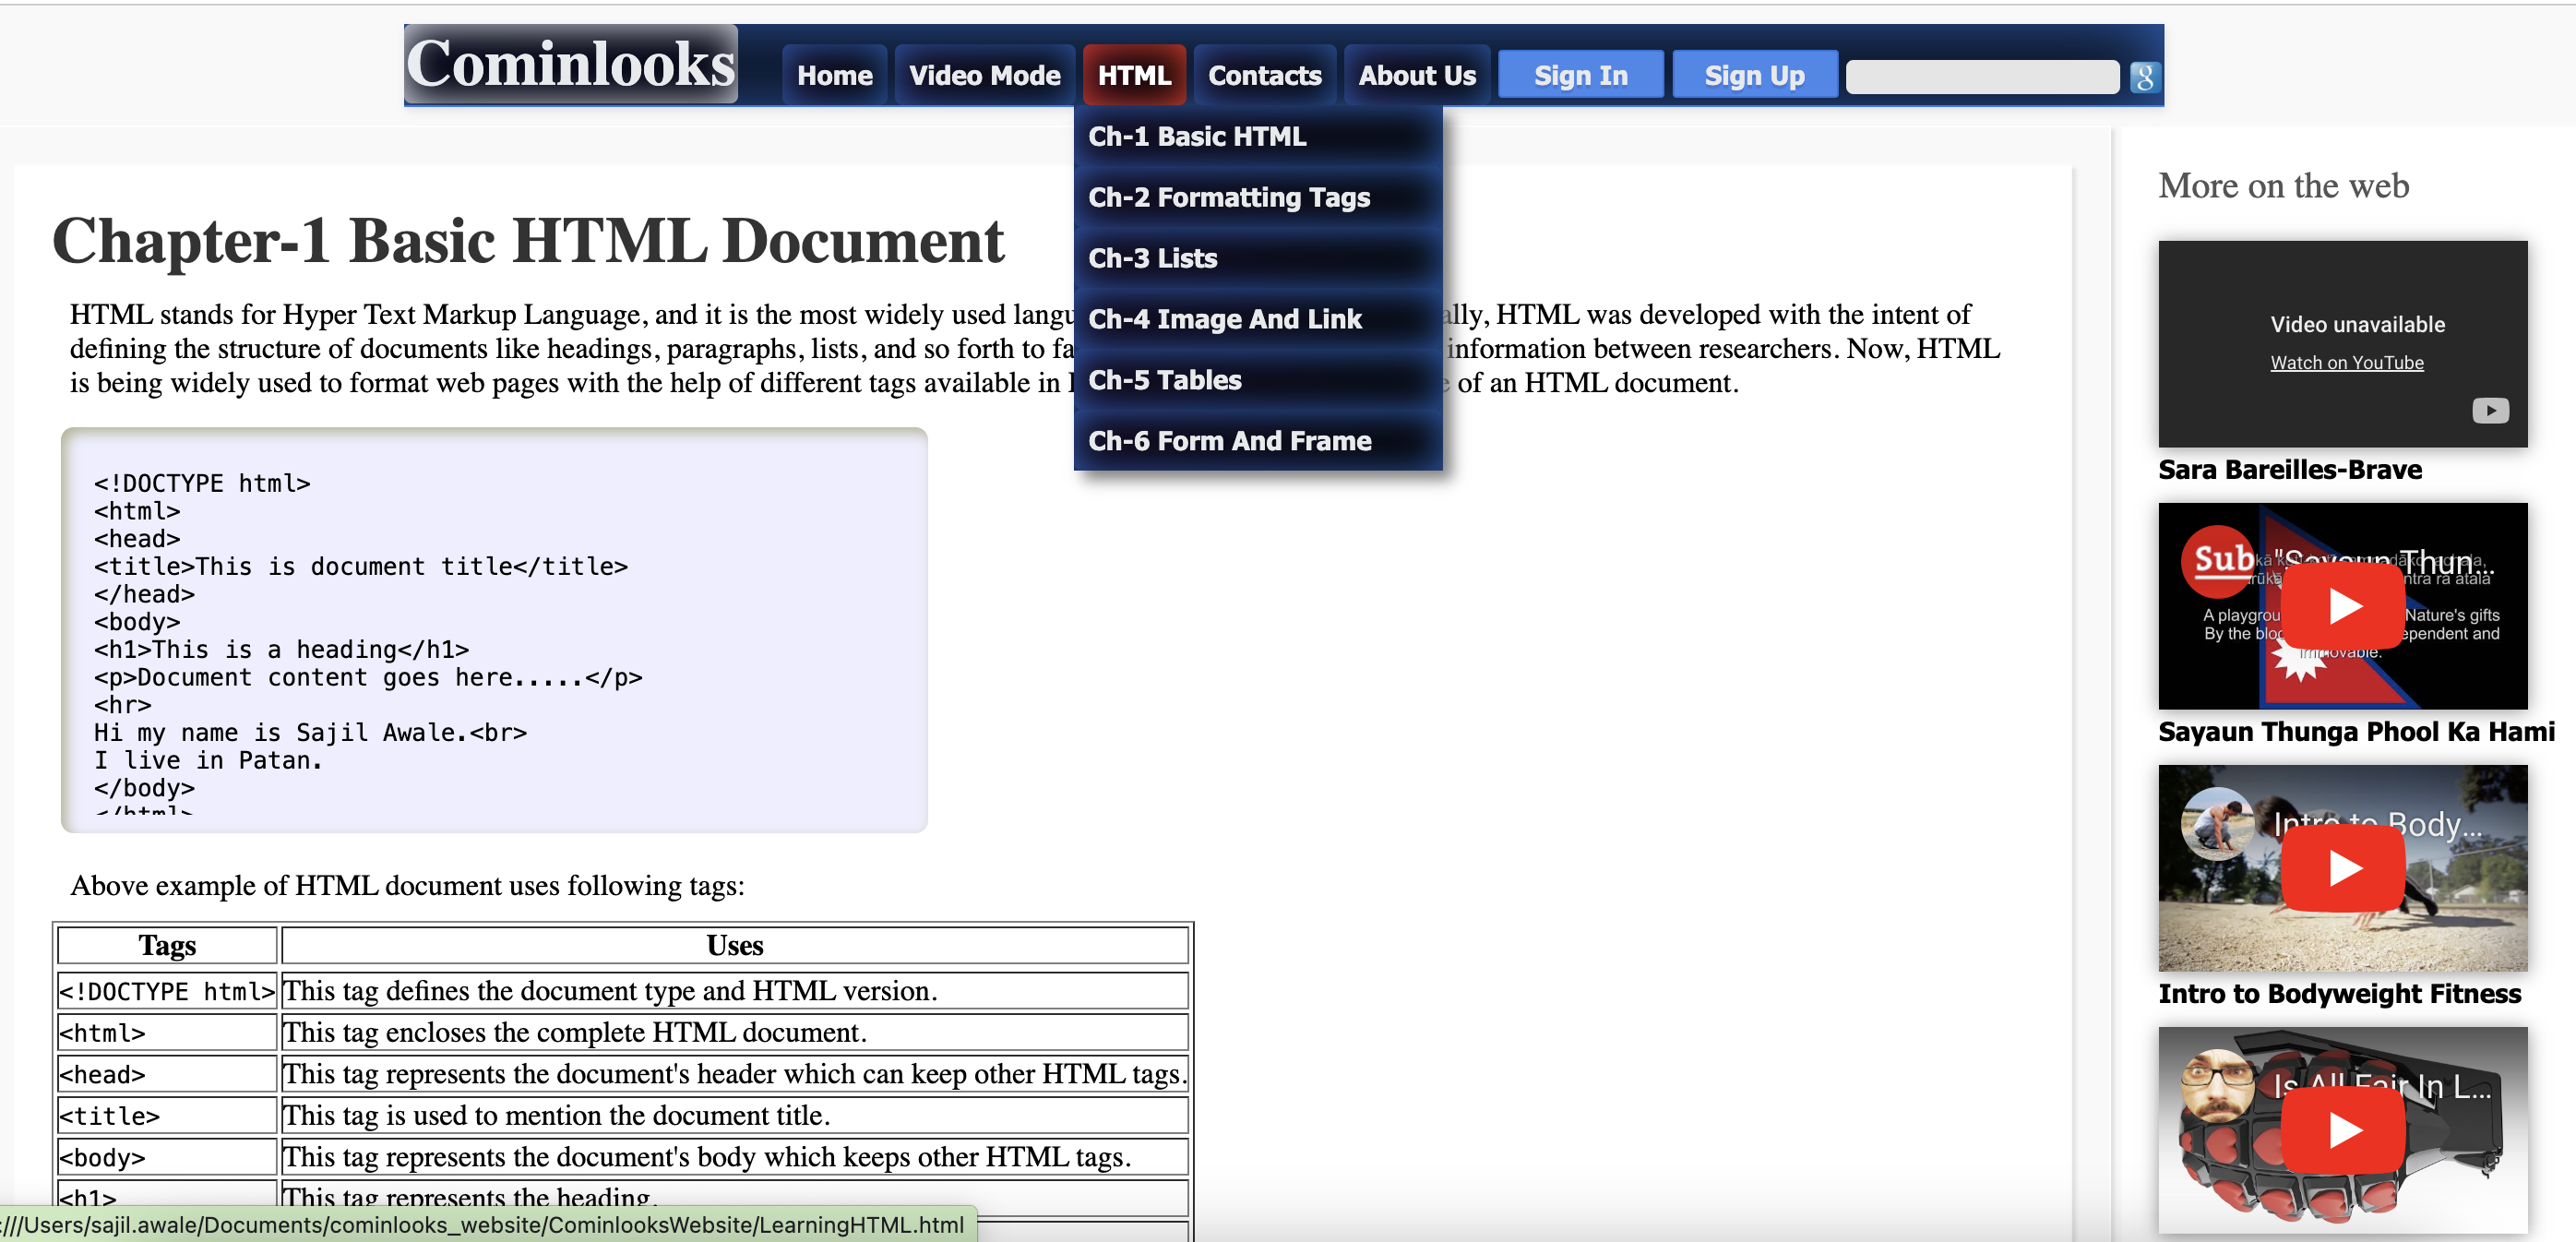 Cominlooks
Home Video Mode HTML Contacts About Us Sign In Sign Up
Ch-1 Basic HTML
Ch-2 Formatting Tags
Ch-3 Lists
Ch-4 Image And Link
Ch-5 Tables
Ch-6 Form And Frame
Chapter-1 Basic HTML Document
HTML stands for Hyper Text Markup Language, and it is the most widely used HTML was developed with the intent of
defining the structure of documents like headings, paragraphs, lists, and so forth to information between researchers. Now, HTML
is being widely used to format web pages with the help of different tags available in of an HTML document.
<!DOCTYPE html>
<html>
<head>
<title>This is document title</title>
</head>
<body>
<h1>This is a heading</h1>
<p>Document content goes here.....</p>
<hr>
Hi my name is Sajil Awale.<br>
I live in Patan.
</body>
</html>
Above example of HTML document uses following tags:
Tags Uses
<!DOCTYPE html> This tag defines the document type and HTML version.
<html> This tag encloses the complete HTML document.
<head> This tag represents the document's header which can keep other HTML tags.
<title> This tag is used to mention the document title.
<body> This tag represents the document's body which keeps other HTML tags.
<h1> This tag represents the heading.
:///Users/sajil.awale/Documents/cominlooks_website/CominlooksWebsite/LearningHTML.html
More on the web
Video unavailable
Watch on YouTube
Sara Bareilles-Brave
Sub "Sayaun Thun...
ntra ra atala
A Nature's gifts
By the and
immovable.
Sayaun Thunga Phool Ka Hami
Intro to Body...
Intro to Bodyweight Fitness
Is All Fair In L...